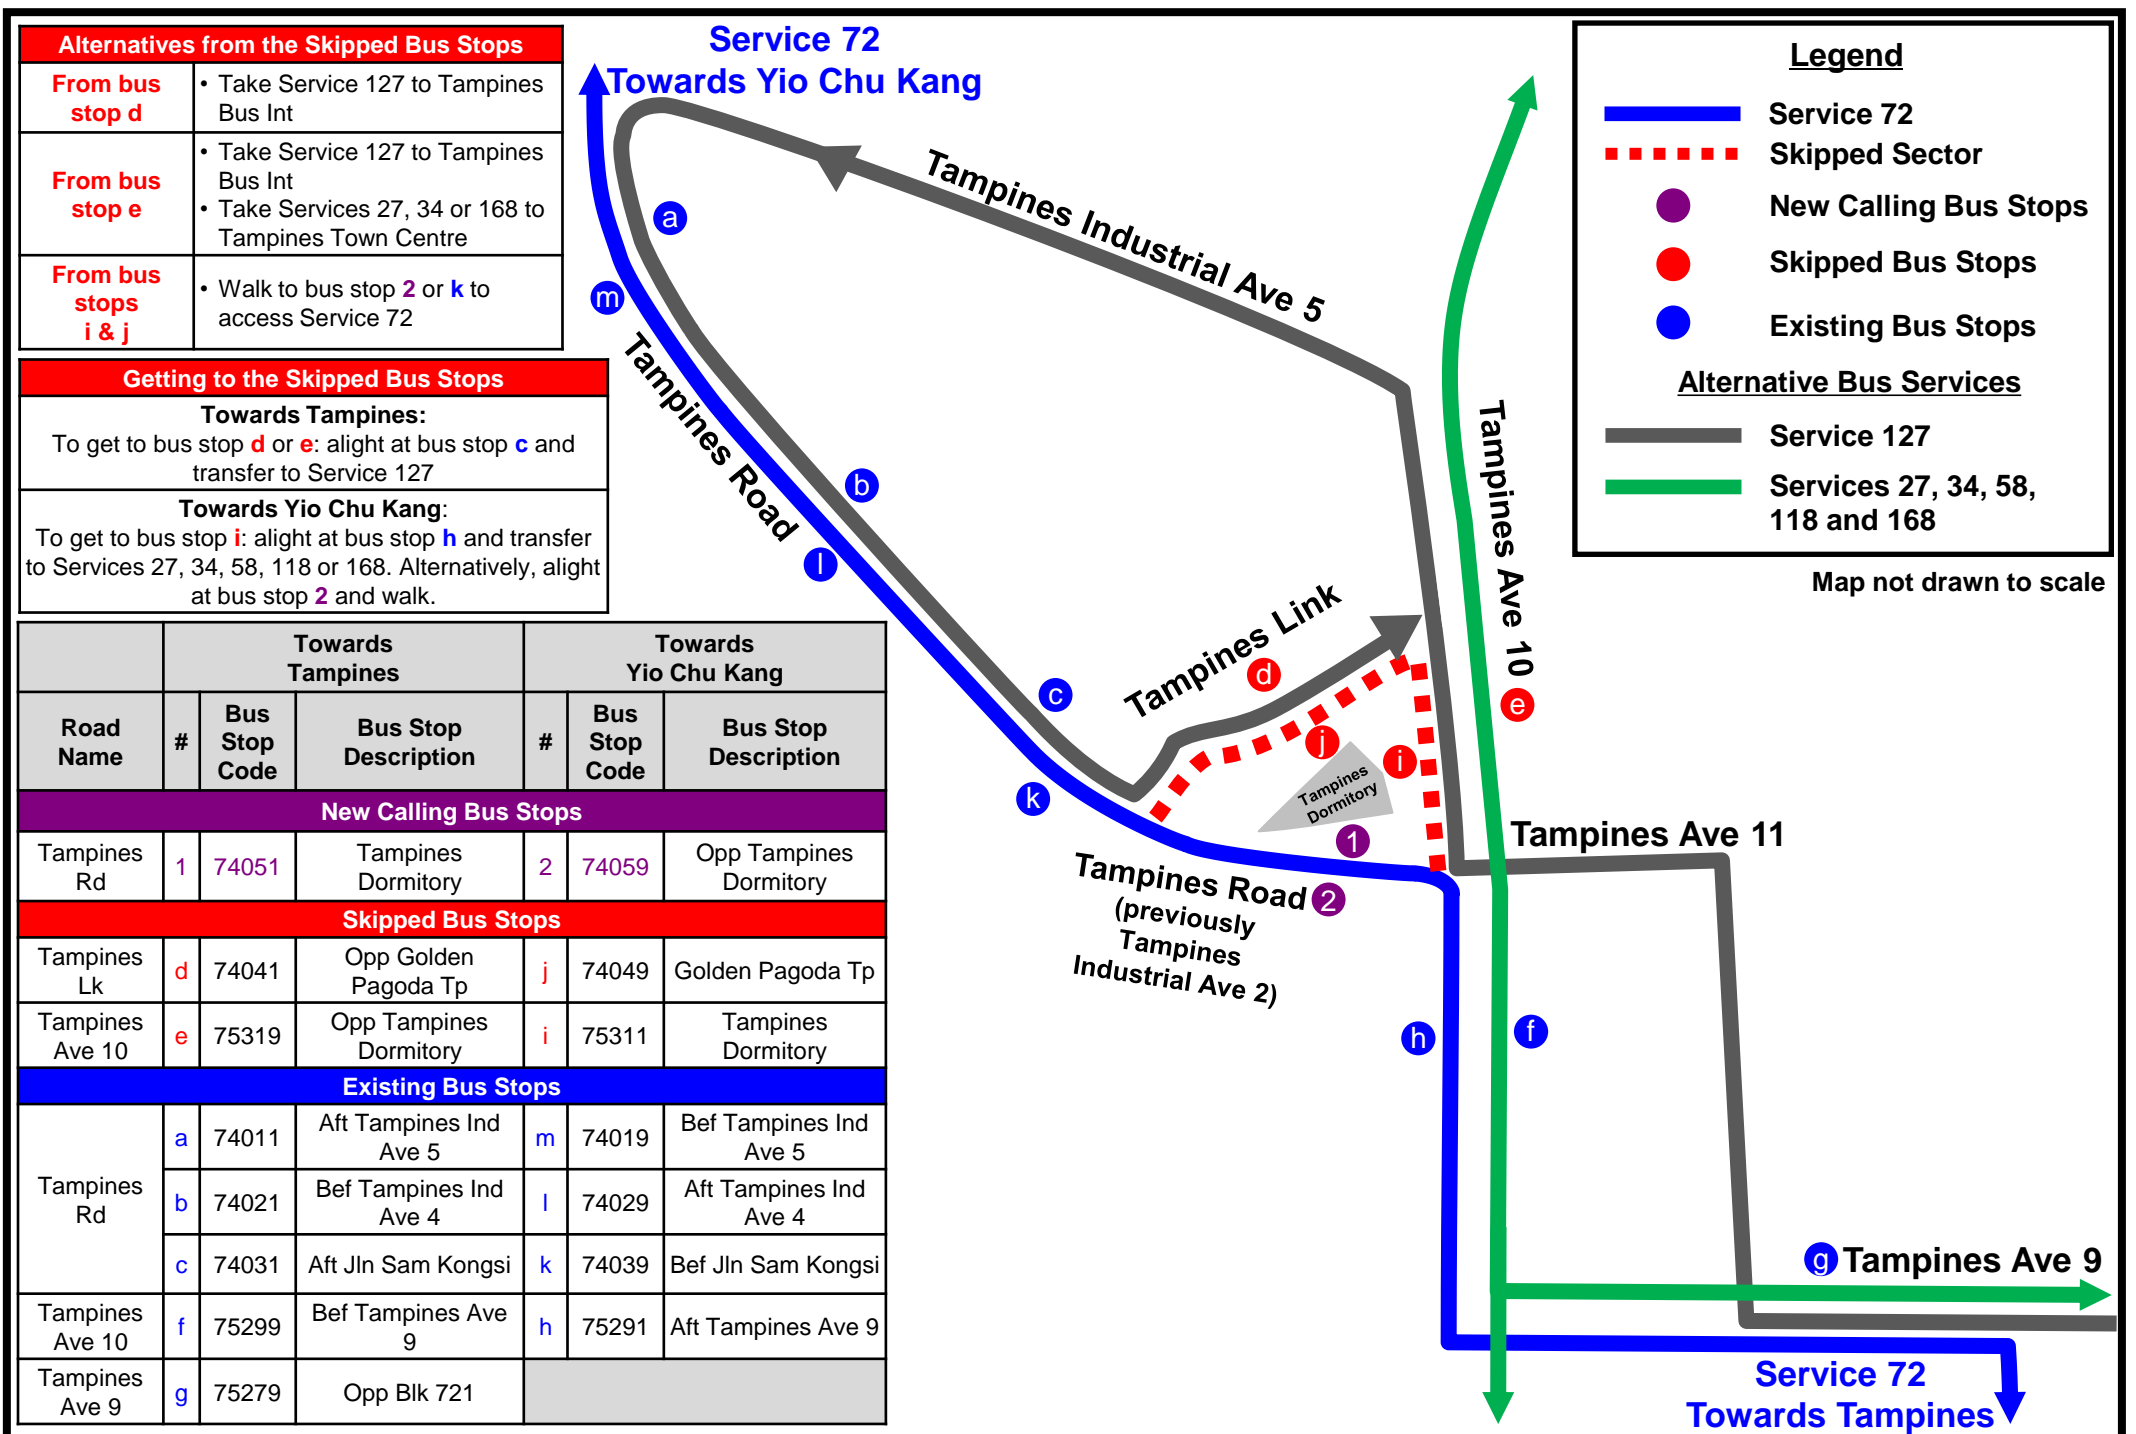 Alternatives from the Skipped Bus Stops
From bus
stop d
• Take Service 127 to Tampines
Bus Int
From bus
stop e
• Take Service 127 to Tampines
Bus Int
• Take Services 27, 34 or 168 to
Tampines Town Centre
From bus
stops
i & j
• Walk to bus stop 2 or k to
access Service 72
Getting to the Skipped Bus Stops
Towards Tampines:
To get to bus stop d or e: alight at bus stop c and
transfer to Service 127
Towards Yio Chu Kang:
To get to bus stop i: alight at bus stop h and transfer
to Services 27, 34, 58, 118 or 168. Alternatively, alight
at bus stop 2 and walk.
Towards
Tampines
Towards
Yio Chu Kang
Road
Name
#
Bus
Stop
Code
Bus Stop
Description
#
Bus
Stop
Code
Bus Stop
Description
New Calling Bus Stops
Tampines
Rd
1
74051
Tampines
Dormitory
2
74059
Opp Tampines
Dormitory
Skipped Bus Stops
Tampines
Lk
d
74041
Opp Golden
Pagoda Tp
j
74049
Golden Pagoda Tp
Tampines
Ave 10
e
75319
Opp Tampines
Dormitory
i
75311
Tampines
Dormitory
Existing Bus Stops
Tampines
Rd
a
74011
Aft Tampines Ind
Ave 5
m
74019
Bef Tampines Ind
Ave 5
b
74021
Bef Tampines Ind
Ave 4
l
74029
Aft Tampines Ind
Ave 4
c
74031
Aft Jln Sam Kongsi
k
74039
Bef Jln Sam Kongsi
Tampines
Ave 10
f
75299
Bef Tampines Ave
9
h
75291
Aft Tampines Ave 9
Tampines
Ave 9
g
75279
Opp Blk 721
Service 72
Towards Yio Chu Kang
a
m
Tampines Industrial Ave 5
Tampines Road
b
l
c
k
Tampines Link
d
j
i
Tampines
Dormitory
1
Tampines Road
2
(previously
Tampines
Industrial Ave 2)
Tampines Ave 10
e
Tampines Ave 11
h
f
g
Tampines Ave 9
Service 72
Towards Tampines
Legend
Service 72
Skipped Sector
New Calling Bus Stops
Skipped Bus Stops
Existing Bus Stops
Alternative Bus Services
Service 127
Services 27, 34, 58,
118 and 168
Map not drawn to scale